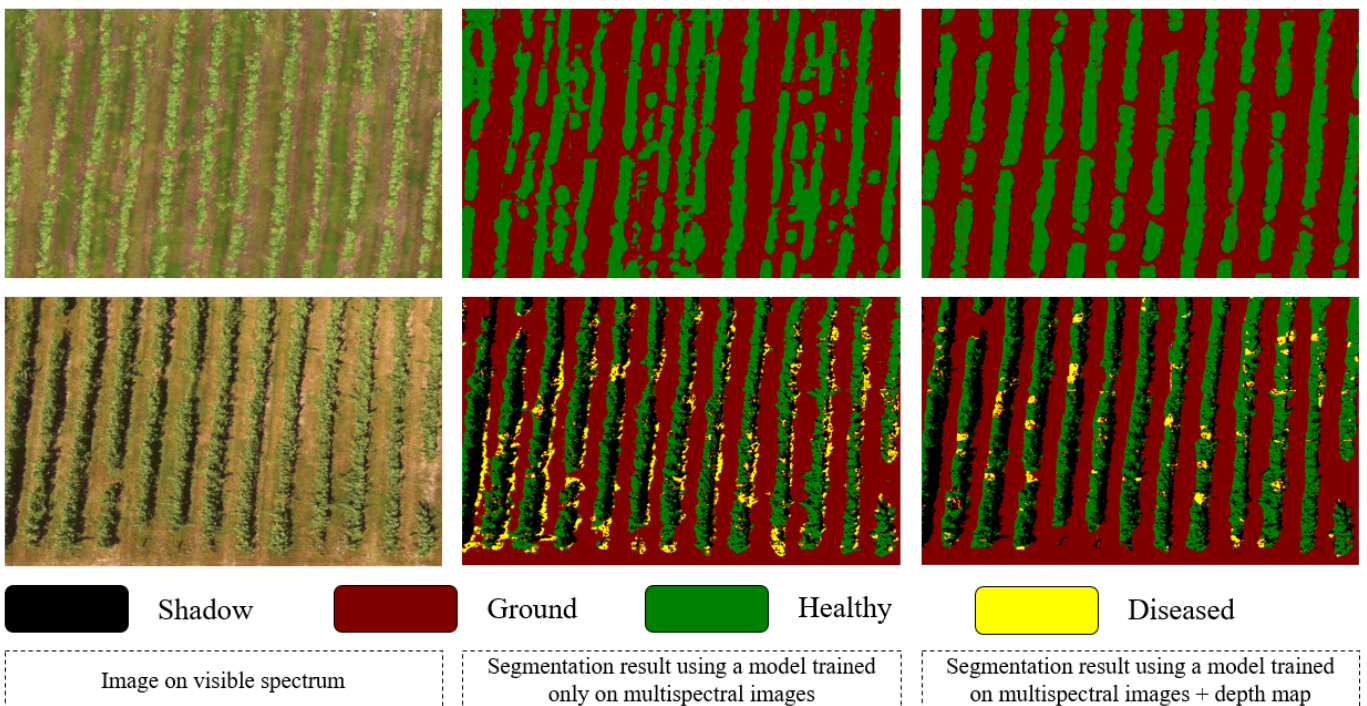 Shadow
Ground
Healthy
Diseased
Image on visible spectrum
Segmentation result using a model trained
only on multispectral images
Segmentation result using a model trained
on multispectral images + depth map